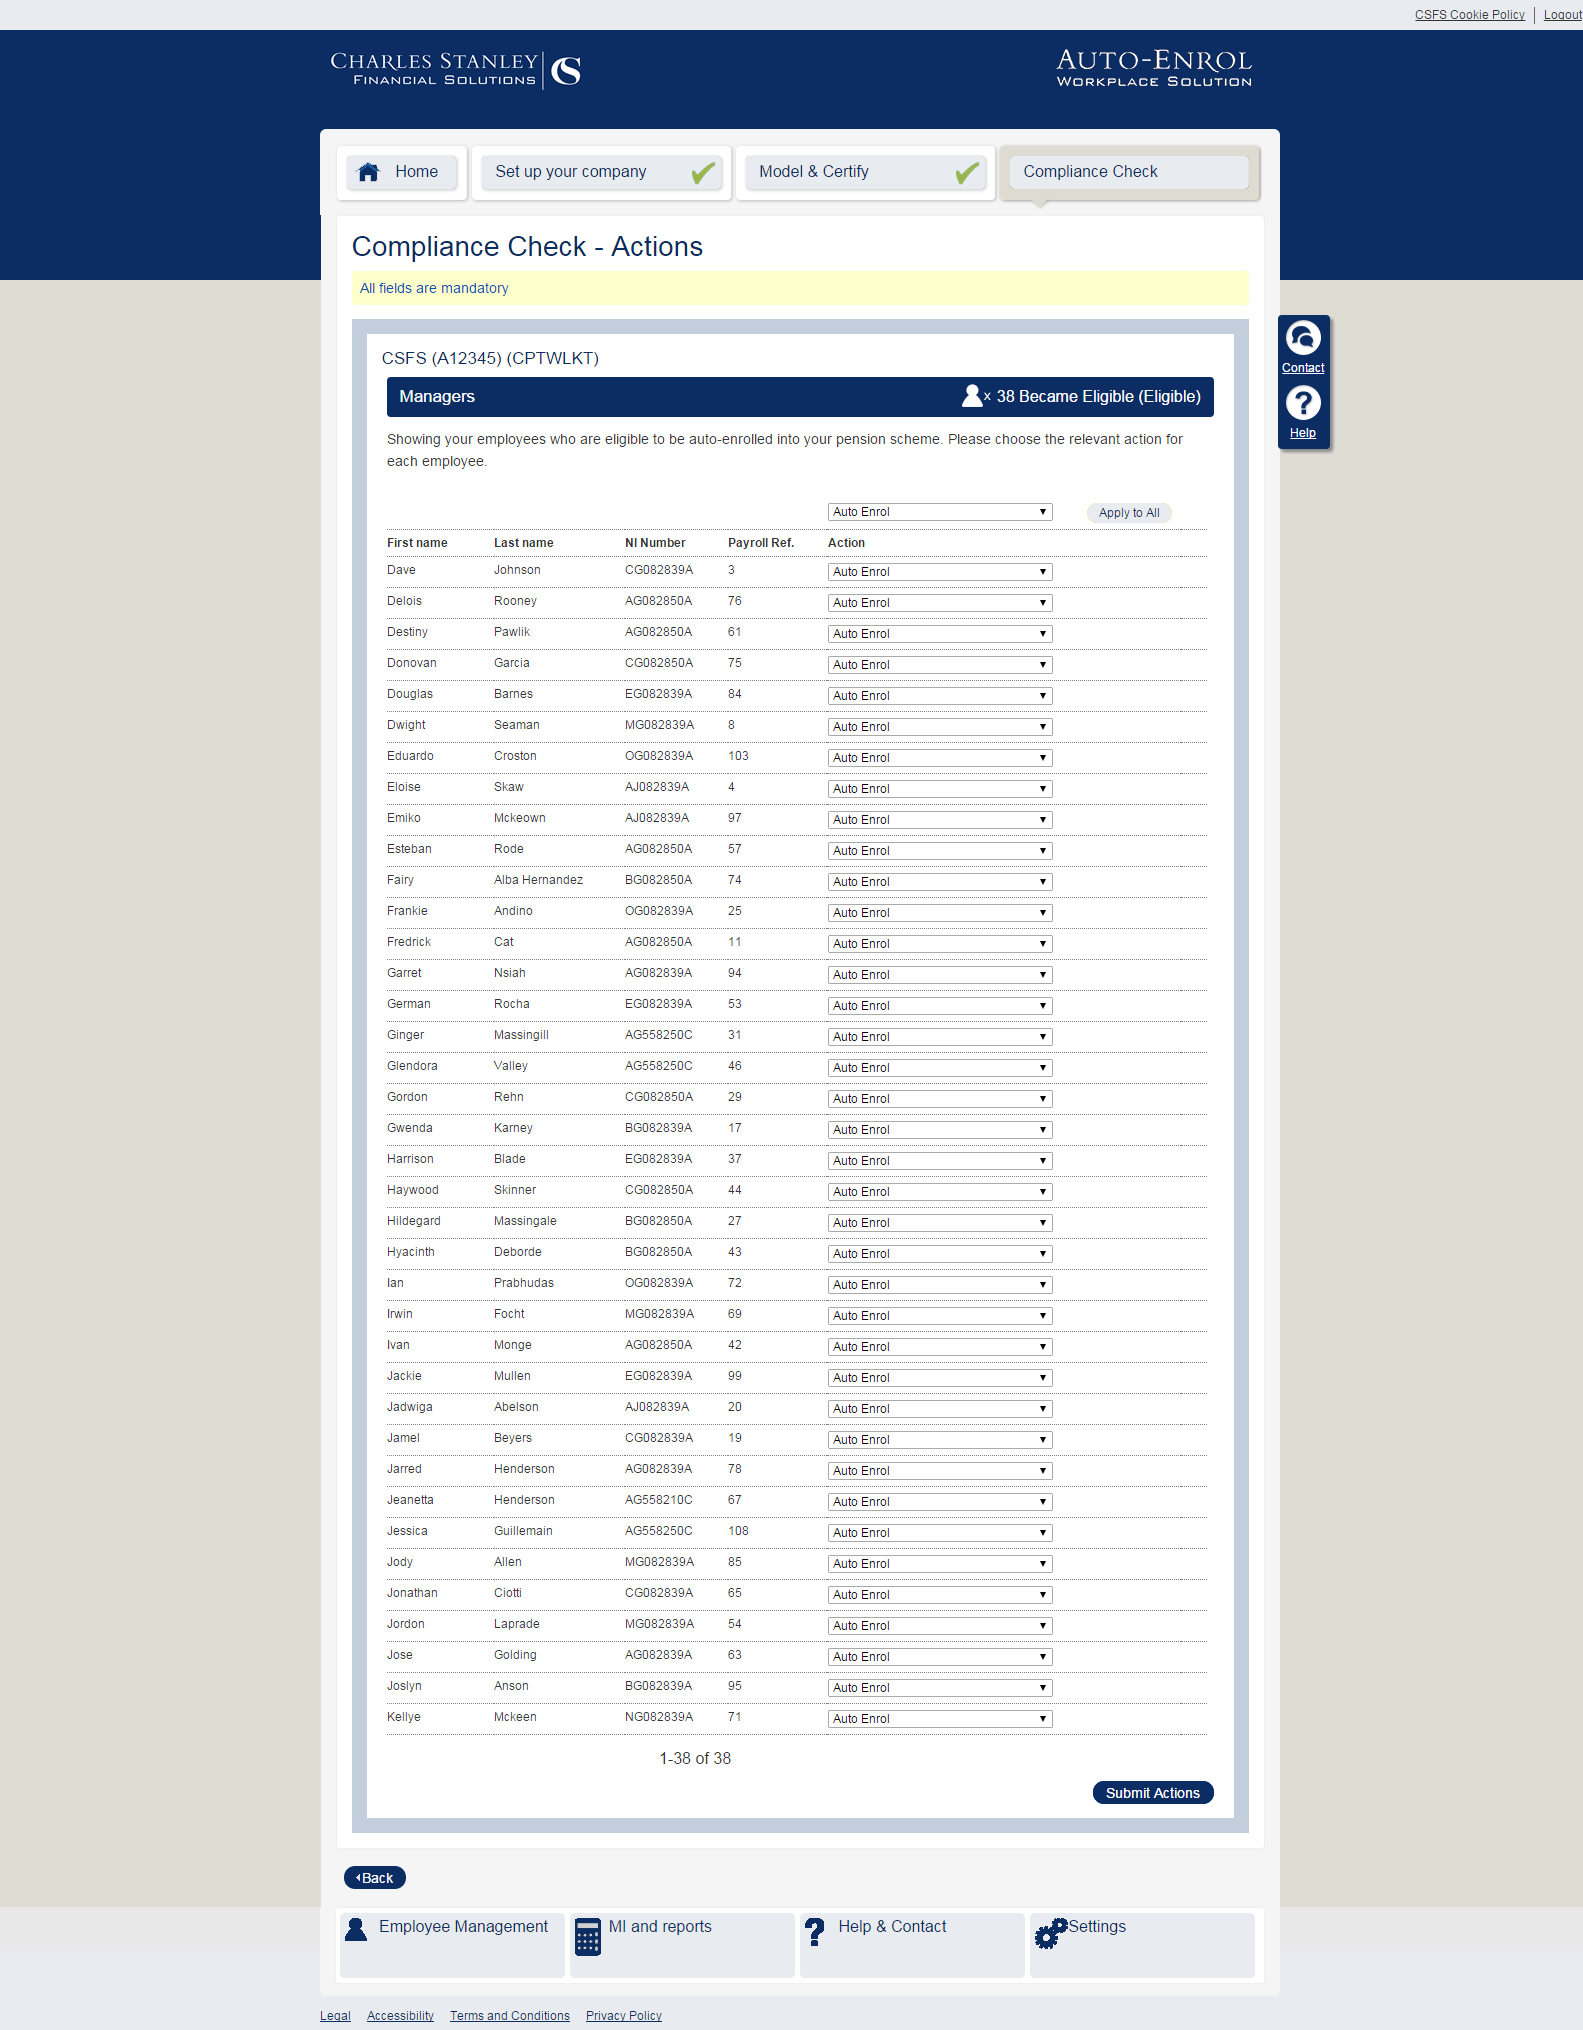 CSFS Cookie Policy Logout
CHARLES STANLEY
FINANCIAL SOLUTIONS
AUTO-ENROL
WORKPLACE SOLUTION
Home Set up your company Model & Certify Compliance Check
Compliance Check - Actions
All fields are mandatory
Contact
Help
CSFS (A12345) (CPTWLKT)
Managers x 38 Became Eligible (Eligible)
Showing your employees who are eligible to be auto-enrolled into your pension scheme. Please choose the relevant action for
each employee.
Auto Enrol Apply to All
First name Last name NI Number Payroll Ref. Action
Dave Johnson CG082839A 3 Auto Enrol
Delois Rooney AG082850A 76 Auto Enrol
Destiny Pawlik AG082850A 61 Auto Enrol
Donovan Garcia CG082850A 75 Auto Enrol
Douglas Barnes EG082839A 84 Auto Enrol
Dwight Seaman MG082839A 8 Auto Enrol
Eduardo Croston OG082839A 103 Auto Enrol
Eloise Skaw AJ082839A 4 Auto Enrol
Emiko Mckeown AJ082839A 97 Auto Enrol
Esteban Rode AG082850A 57 Auto Enrol
Fairy Alba Hernandez BG082850A 74 Auto Enrol
Frankie Andino OG082839A 25 Auto Enrol
Fredrick Cat AG082850A 11 Auto Enrol
Garret Nsiah AG082839A 94 Auto Enrol
German Rocha EG082839A 53 Auto Enrol
Ginger Massingill AG558250C 31 Auto Enrol
Glendora Valley AG558250C 46 Auto Enrol
Gordon Rehn CG082850A 29 Auto Enrol
Gwenda Karney BG082839A 17 Auto Enrol
Harrison Blade EG082839A 37 Auto Enrol
Haywood Skinner CG082850A 44 Auto Enrol
Hildegard Massingale BG082850A 27 Auto Enrol
Hyacinth Deborde BG082850A 43 Auto Enrol
Ian Prabhudas OG082839A 72 Auto Enrol
Irwin Focht MG082839A 69 Auto Enrol
Ivan Monge AG082850A 42 Auto Enrol
Jackie Mullen EG082839A 99 Auto Enrol
Jadwiga Abelson AJ082839A 20 Auto Enrol
Jamel Beyers CG082839A 19 Auto Enrol
Jarred Henderson AG082839A 78 Auto Enrol
Jeanetta Henderson AG558210C 67 Auto Enrol
Jessica Guillemain AG558250C 108 Auto Enrol
Jody Allen MG082839A 85 Auto Enrol
Jonathan Ciotti CG082839A 65 Auto Enrol
Jordon Laprade MG082839A 54 Auto Enrol
Jose Golding AG082839A 63 Auto Enrol
Joslyn Anson BG082839A 95 Auto Enrol
Kellye Mckeen NG082839A 71 Auto Enrol
1-38 of 38
Submit Actions
Back
Employee Management MI and reports Help & Contact Settings
Legal Accessibility Terms and Conditions Privacy Policy